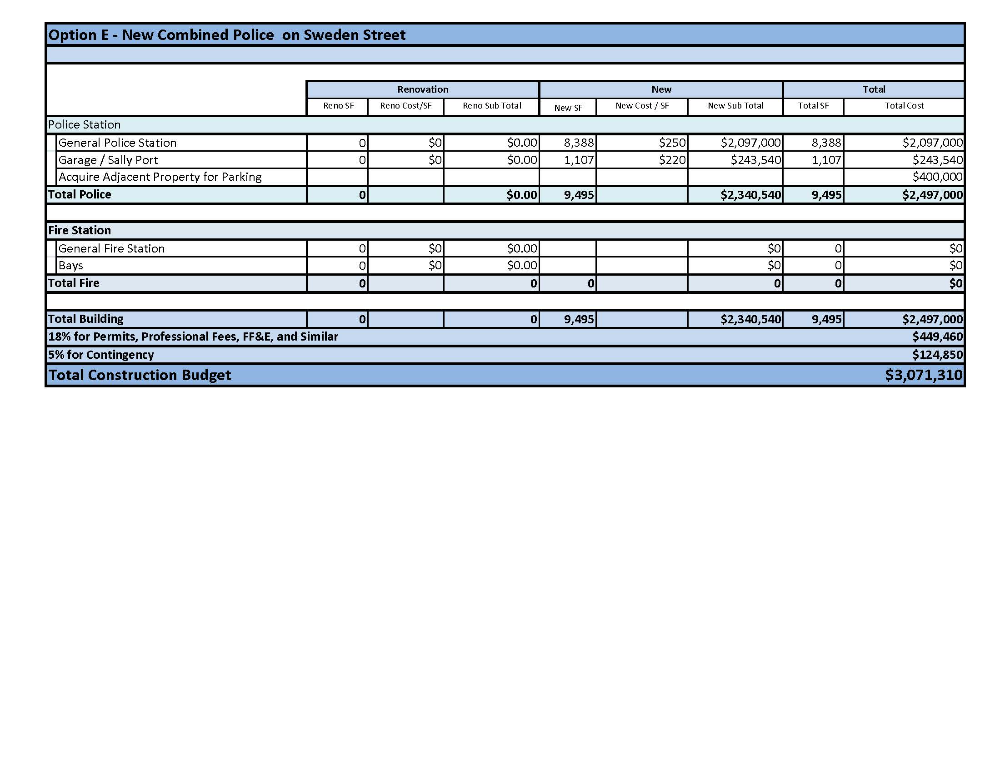 Option E - New Combined Police  on Sweden Street
Renovation New Total
Reno SF Reno Cost/SF Reno Sub Total New SF New Cost / SF New Sub Total Total SF Total Cost
Police Station
General Police Station 0 $0 $0.00 8,388 $250 $2,097,000 8,388 $2,097,000
Garage / Sally Port 0 $0 $0.00 1,107 $220 $243,540 1,107 $243,540
Acquire Adjacent Property for Parking $400,000
Total Police 0 $0.00 9,495 $2,340,540 9,495 $2,497,000
Fire Station
General Fire Station 0 $0 $0.00 $0 0 $0
Bays 0 $0 $0.00 $0 0 $0
Total Fire 0 0 0 0 0 $0
Total Building 0 0 9,495 $2,340,540 9,495 $2,497,000
18% for Permits, Professional Fees, FF&E, and Similar $449,460
5% for Contingency $124,850
Total Construction Budget $3,071,310